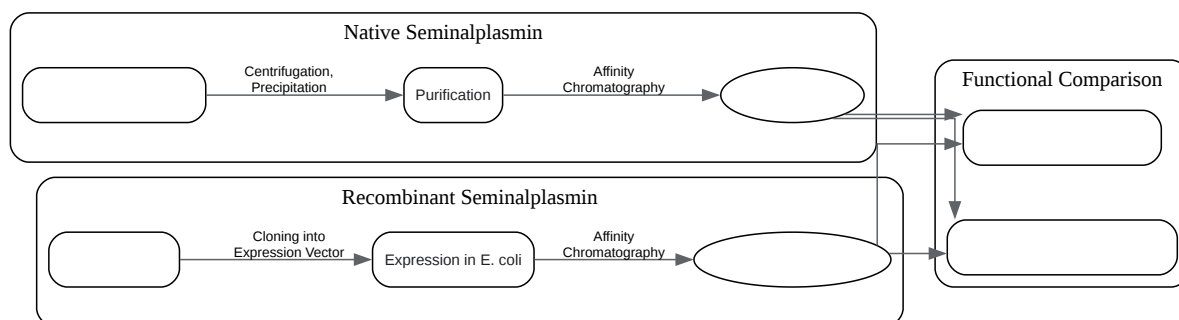 Native Seminalplasmin
Centrifugation,
Precipitation
Purification
Affinity
Chromatography
Functional Comparison
Recombinant Seminalplasmin
Cloning into
Expression Vector
Expression in E. coli
Affinity
Chromatography